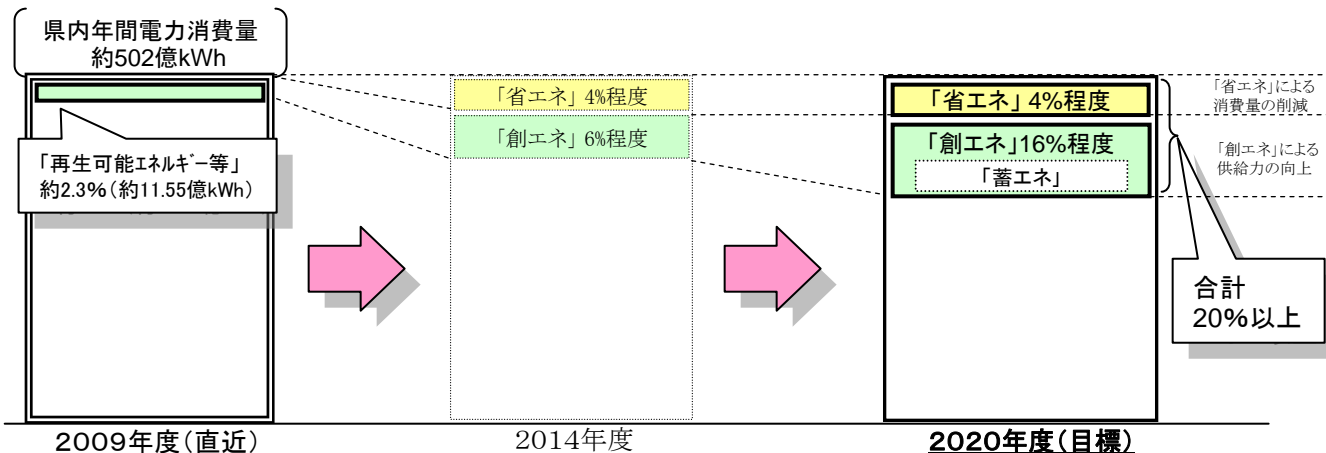 県内年間電力消費量
約502億kWh
「再生可能ｴﾈﾙｷﾞｰ等」
約2.3%(約11.55億kWh)
2009年度(直近)
「省エネ」 4%程度
「創エネ」 6%程度
2014年度
「省エネ」 4%程度
「創エネ」16%程度
「蓄エネ」
2020年度(目標)
「省エネ」による
消費量の削減
「創エネ」による
供給力の向上
合計
20%以上